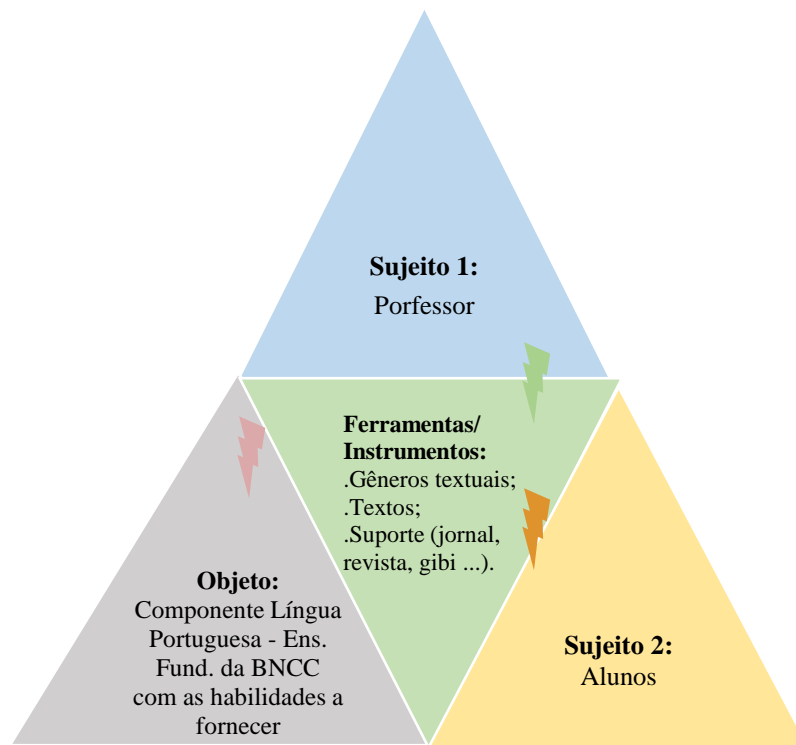 Sujeito 1:
Porfessor
Ferramentas/
Instrumentos:
.Gêneros textuais;
.Textos;
.Suporte (jornal,
revista, gibi ...).
Objeto:
Componente Língua
Portuguesa - Ens.
Fund. da BNCC
com as habilidades a
fornecer
Sujeito 2:
Alunos